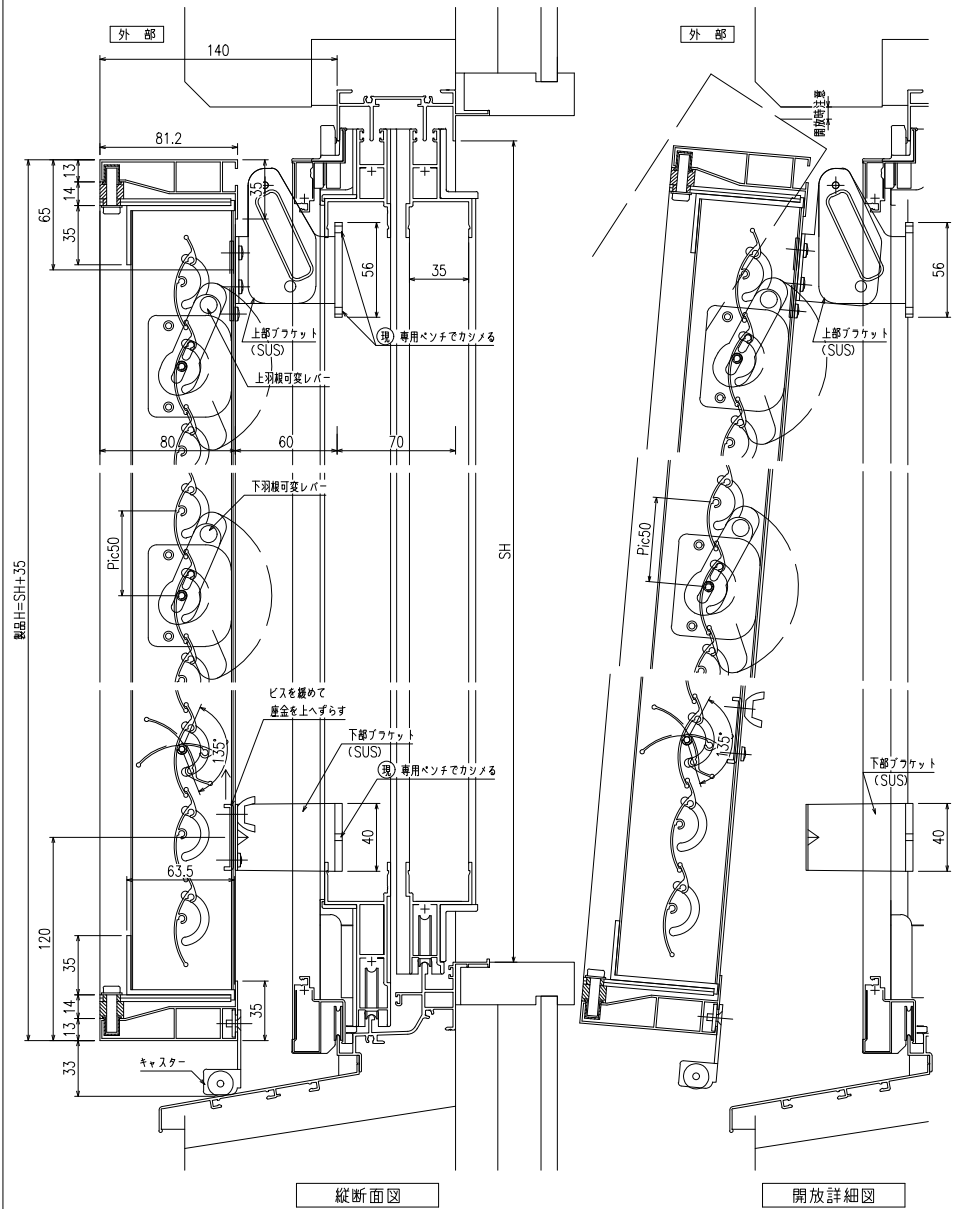 外 部
140
81.2
13
14
35
65
35
56
35
上部ブラケット
(SUS)
現 専用ペンチでカシメる
上羽根可変レバー
80
60
70
下羽根可変レバー
Pic50
製品H=SH+35
SH
ビスを緩めて
座金を上へずらす
135°
下部ブラケット
(SUS)
現 専用ペンチでカシメる
40
63.5
120
35
14
13
33
35
キャスター
縦断面図
外 部
開放時注意
56
上部ブラケット
(SUS)
Pic50
135°
下部ブラケット
(SUS)
40
開放詳細図